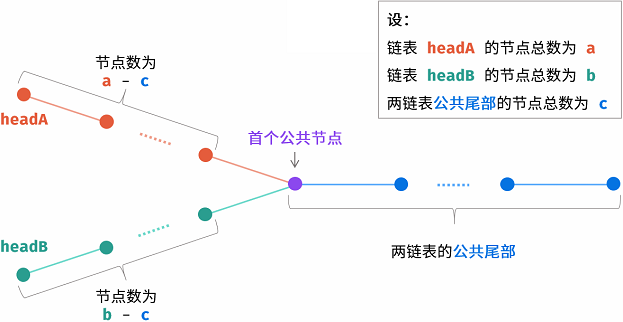 设：
链表 headA 的节点总数为 a
链表 headB 的节点总数为 b
两链表公共尾部的节点总数为 c
节点数为
a - c
headA
首个公共节点
headB
两链表的公共尾部
节点数为
b - c